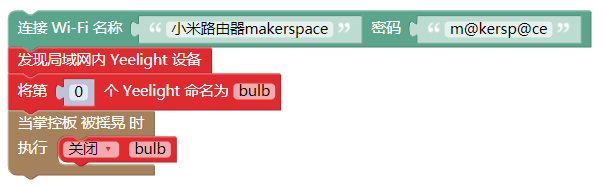 连接 Wi-Fi 名称 “ 小米路由器makerspace ” 密码 “ m@kersp@ce ”
发现局域网内 Yeelight 设备
将第 0 个 Yeelight 命名为 bulb
当掌控板 被摇晃 时
执行 关闭 bulb